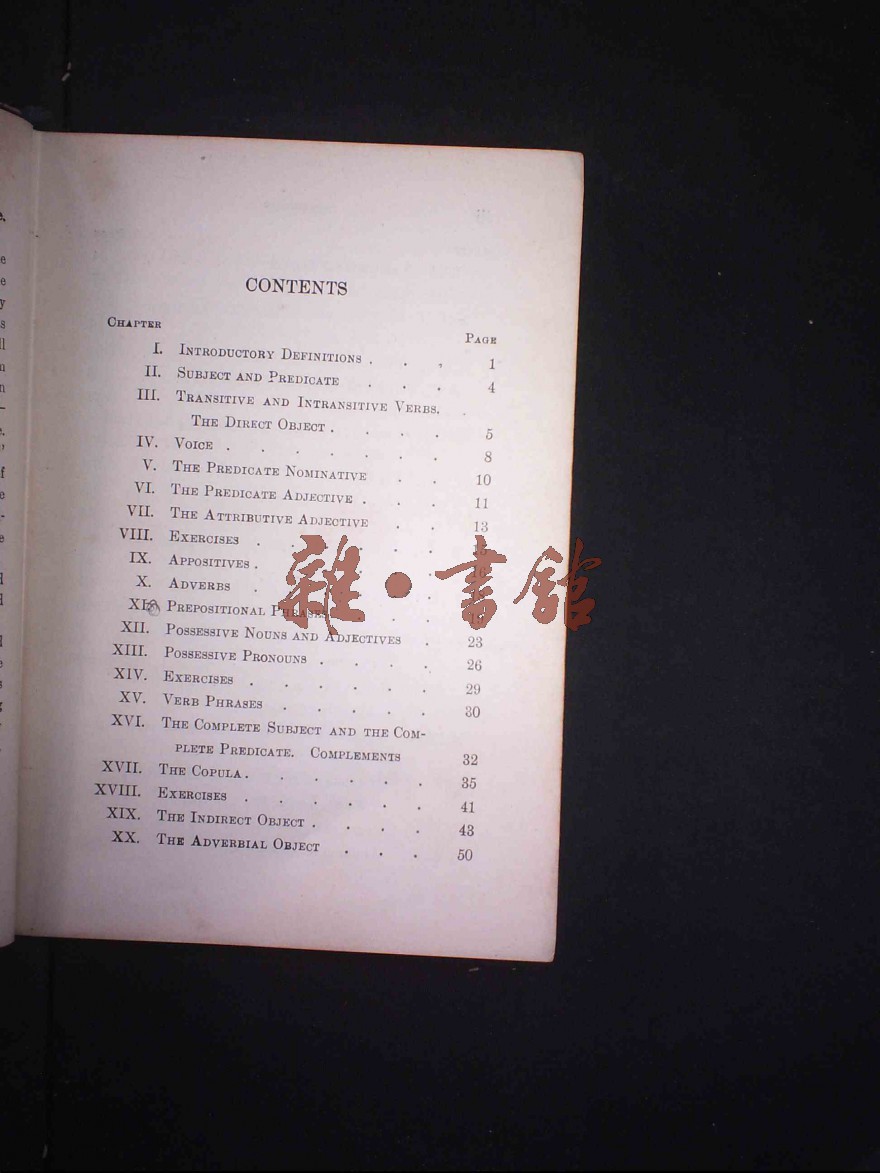 CONTENTS
CHAPTER PAGE
I. INTRODUCTORY DEFINITIONS . . . 1
II. SUBJECT AND PREDICATE . . . 4
III. TRANSITIVE AND INTRANSITIVE VERBS.
THE DIRECT OBJECT . . . . 5
IV. VOICE . . . . . . . 8
V. THE PREDICATE NOMINATIVE . . 10
VI. THE PREDICATE ADJECTIVE . . . 11
VII. THE ATTRIBUTIVE ADJECTIVE . . 13
VIII. EXERCISES . . . . . . 15
IX. APPOSITIVES . . . . . . 16
X. ADVERBS . . . . . .
XI. PREPOSITIONAL PHRASES . . . . 19
XII. POSSESSIVE NOUNS AND ADJECTIVES . 23
XIII. POSSESSIVE PRONOUNS . . . . 26
XIV. EXERCISES . . . . . . 29
XV. VERB PHRASES . . . . . 30
XVI. THE COMPLETE SUBJECT AND THE COM-
PLETE PREDICATE. COMPLEMENTS 32
XVII. THE COPULA . . . . . . 35
XVIII. EXERCISES . . . . . . 41
XIX. THE INDIRECT OBJECT . . . . 43
XX. THE ADVERBIAL OBJECT . . . 50
雜·書館